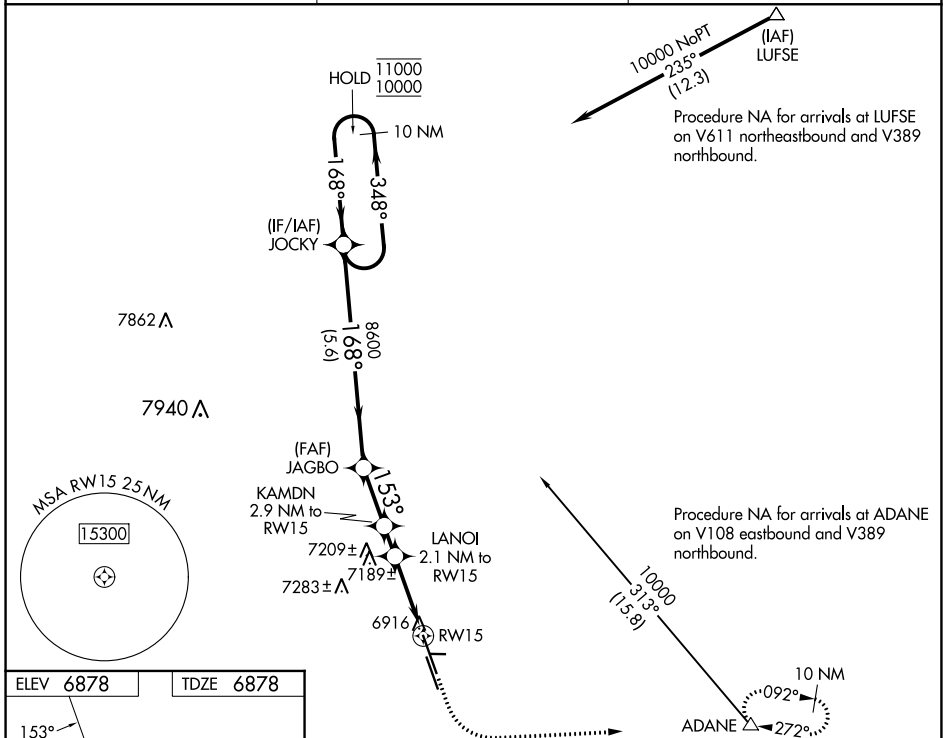 (IAF)
LUFSE
10000 NoPT
235°
(12.3)
Procedure NA for arrivals at LUFSE
on V611 northeastbound and V389
northbound.
HOLD
11000
10000
10 NM
168°
348°
(IF/IAF)
JOCKY
7862
8600
168°
(5.6)
7940
(FAF)
JAGBO
153°
KAMDN
2.9 NM to
RW15
LANOI
2.1 NM to
RW15
7209±
7189±
7283±
6916
RW15
MSA RW15 25 NM
15300
Procedure NA for arrivals at ADANE
on V108 eastbound and V389
northbound.
10000
313°
(15.8)
10 NM
092°
272°
ADANE
ELEV 6878
TDZE 6878
153°